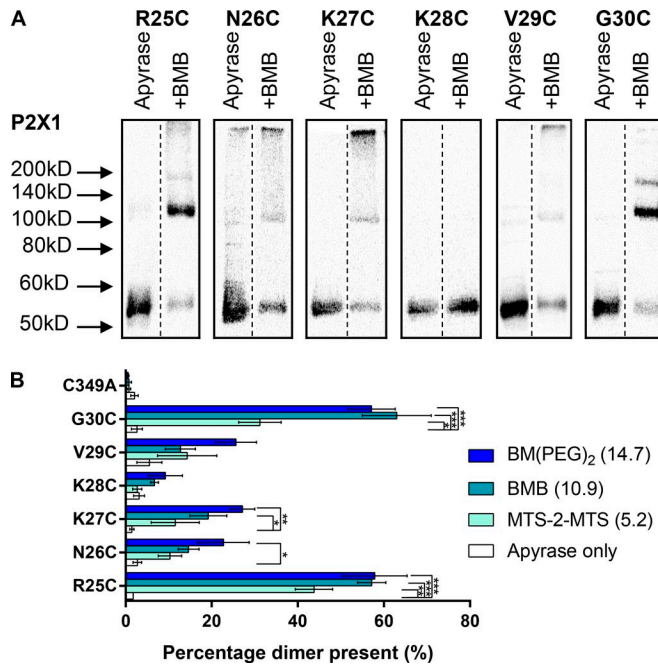 A
R25C N26C K27C K28C V29C G30C
Apyrase +BMB Apyrase +BMB Apyrase +BMB Apyrase +BMB Apyrase +BMB Apyrase +BMB
P2X1
200kD
140kD
100kD
80kD
60kD
50kD
B
C349A
G30C
V29C
K28C
K27C
N26C
R25C
0 20 40 60 80
Percentage dimer present (%)
BM(PEG)₂ (14.7)
BMB (10.9)
MTS-2-MTS (5.2)
Apyrase only